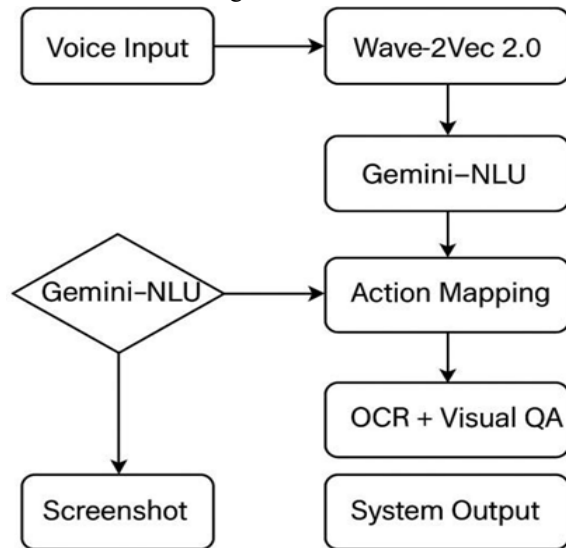 Voice Input
Wave-2Vec 2.0
Gemini–NLU
Gemini–NLU
Action Mapping
OCR + Visual QA
Screenshot
System Output